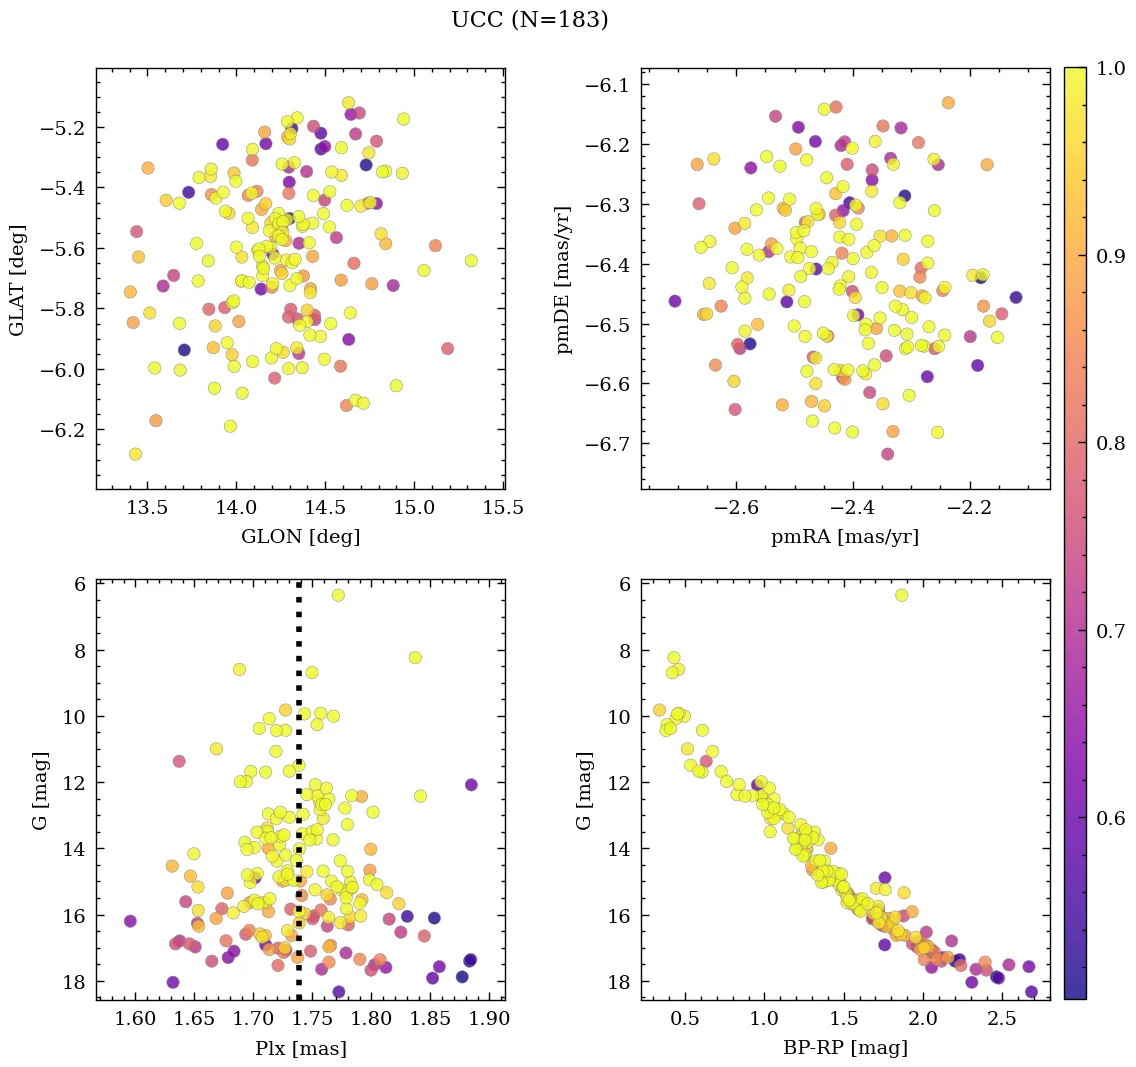 UCC (N=183)
−5.2
−5.4
−5.6
−5.8
−6.0
−6.2
GLAT [deg]
13.5 14.0 14.5 15.0 15.5
GLON [deg]
−6.1
−6.2
−6.3
−6.4
−6.5
−6.6
−6.7
pmDE [mas/yr]
−2.6 −2.4 −2.2
pmRA [mas/yr]
1.0
0.9
0.8
0.7
0.6
6
8
10
12
14
16
18
G [mag]
1.60 1.65 1.70 1.75 1.80 1.85 1.90
Plx [mas]
6
8
10
12
14
16
18
G [mag]
0.5 1.0 1.5 2.0 2.5
BP-RP [mag]